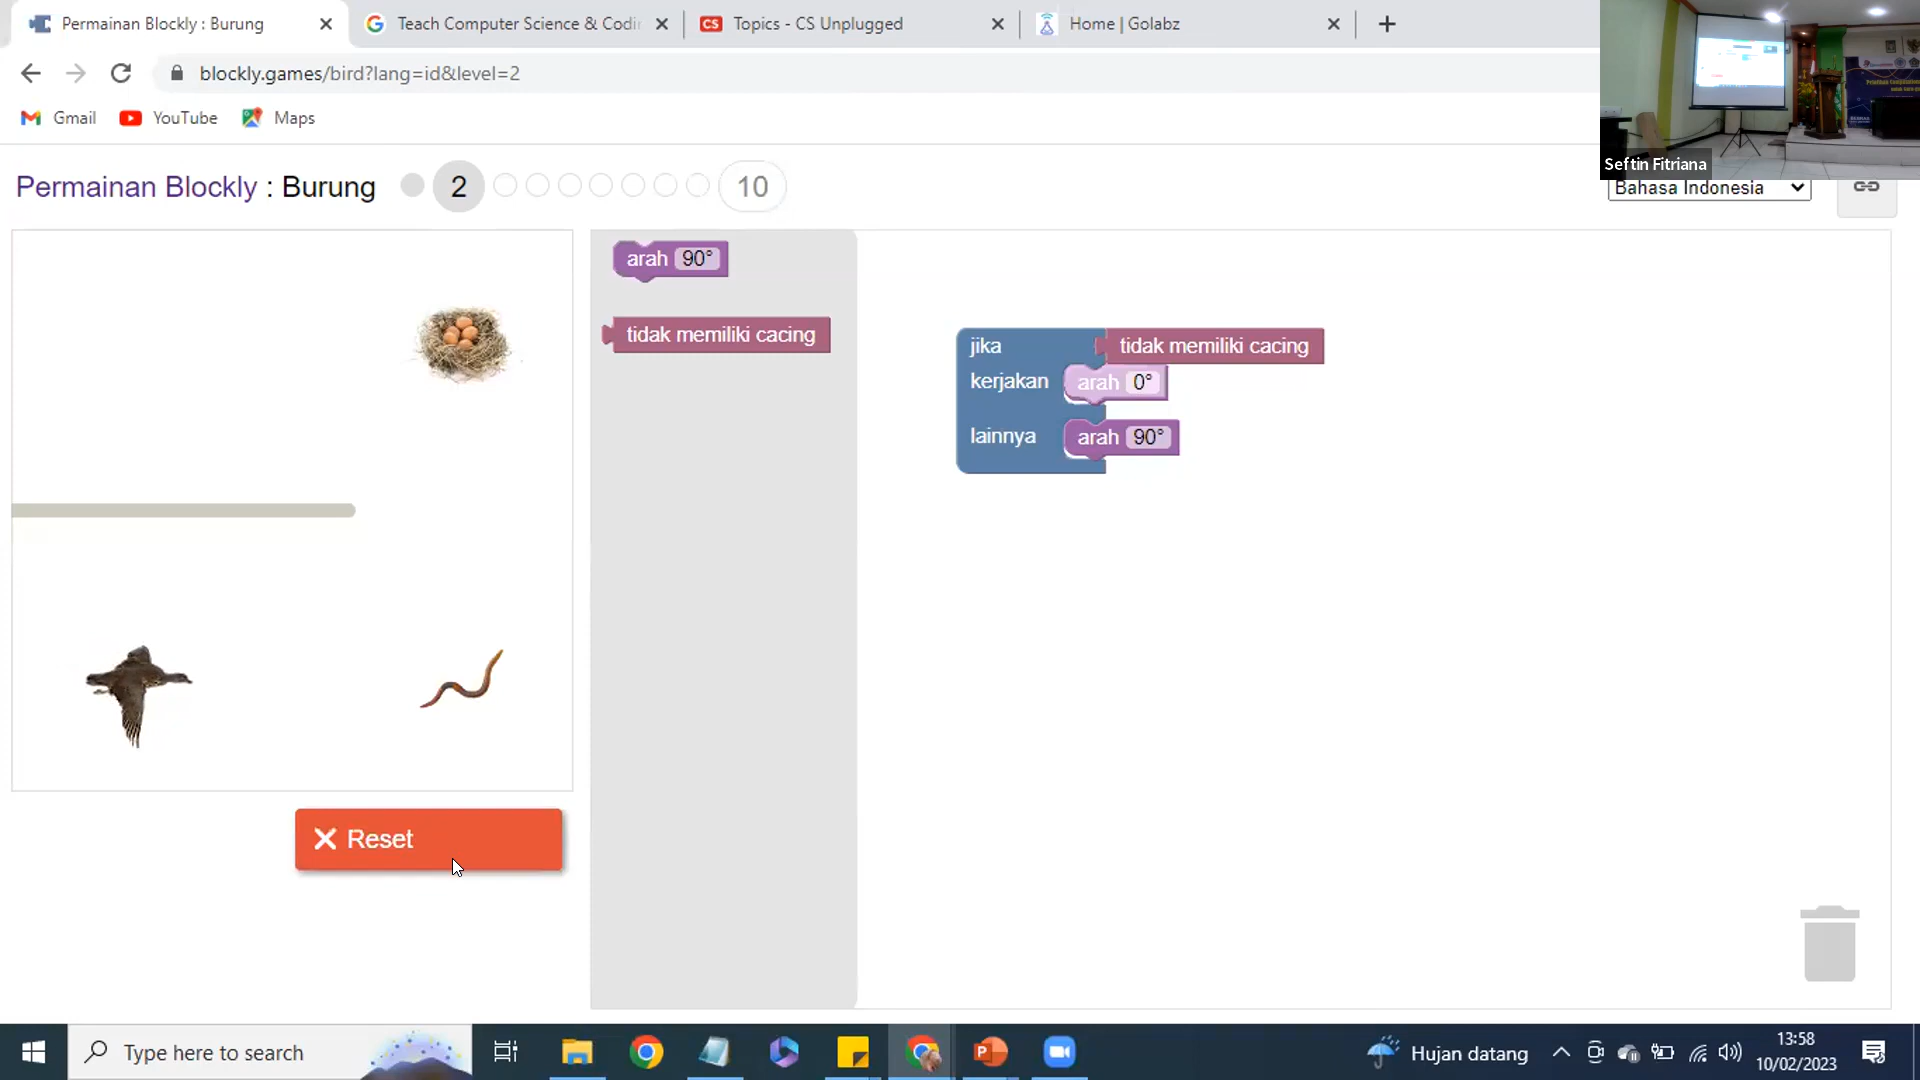 Permainan Blockly : Burung
Teach Computer Science & Codi
CS
Topics - CS Unplugged
Home | Golabz
blockly.games/bird?lang=id&level=2
Gmail
YouTube
Maps
Seftin Fitriana
Permainan Blockly : Burung
2
10
Bahasa Indonesia
arah 90°
tidak memiliki cacing
jika
tidak memiliki cacing
kerjakan
arah 0°
lainnya
arah 90°
Reset
Type here to search
Hujan datang
13:58
10/02/2023